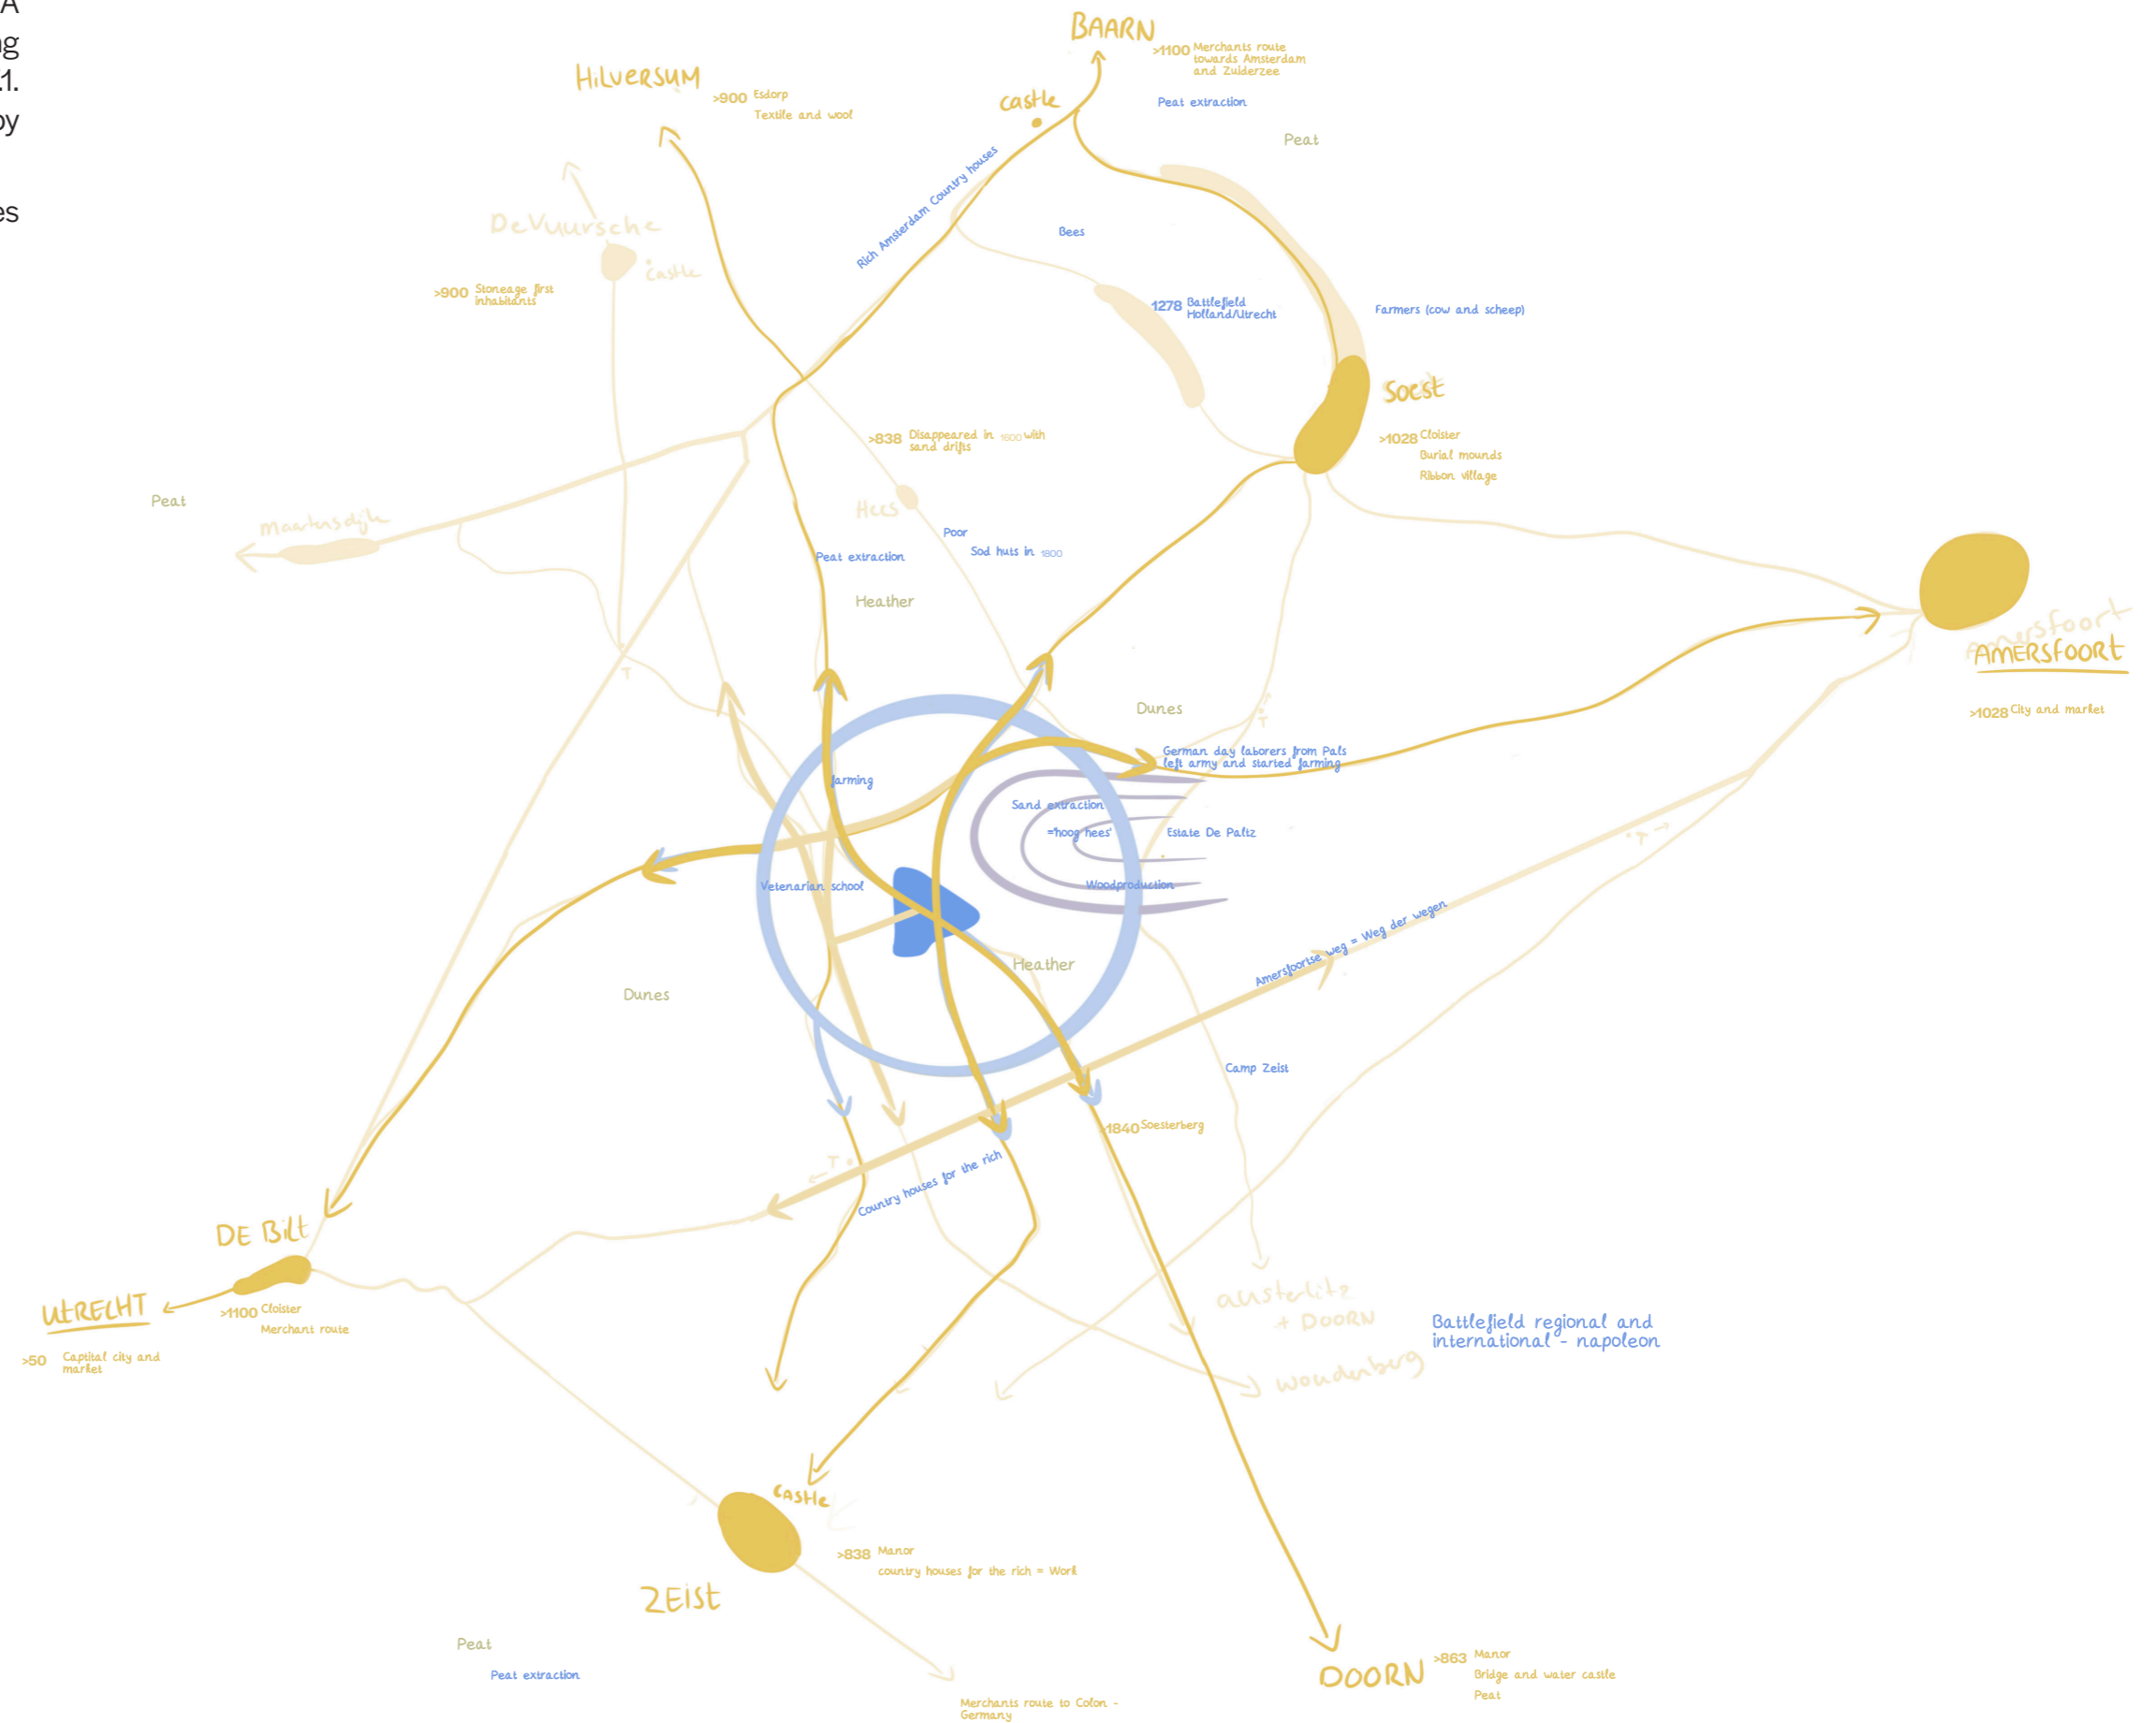 A
g
1.
by
es
BAARN
>1100 Merchants route
towards Amsterdam
and Zuiderzee
Peat extraction
HILVERSUM
>900 Esdorp
Textile and wool
castle
Peat
Rich Amsterdam Country houses
DeVuursche
castle
>900 Stoneage first
inhabitants
Bees
1278 Battlefield
Holland/Utrecht
Farmers (cow and scheep)
Soest
>1028 Cloister
Burial mounds
Ribbon village
>838 Disappeared in 1500 with
sand drifts
Hees
Peat
maartensdijk
Poor
Sod huts in 1800
Peat extraction
Heather
amersfoort
AMERSFOORT
>1028 City and market
T
Dunes
T
German day laborers from Pals
left army and started farming
farming
Sand extraction
='hoog hees'
Estate De Paltz
T
Vetenarian school
Woodproduction
Amersfoortse weg = Weg der wegen
Heather
Dunes
Camp Zeist
>1840 Soesterberg
T
Country houses for the rich
DE Bilt
UTRECHT
>1100 Cloister
Merchant route
>50 Captital city and
market
austerlitz
+ DOORN
Battlefield regional and
international - napoleon
woudenberg
CASTLE
>838 Manor
country houses for the rich = Work
ZEIST
Peat
Peat extraction
DOORN
>863 Manor
Bridge and water castle
Peat
Merchants route to Colon -
Germany